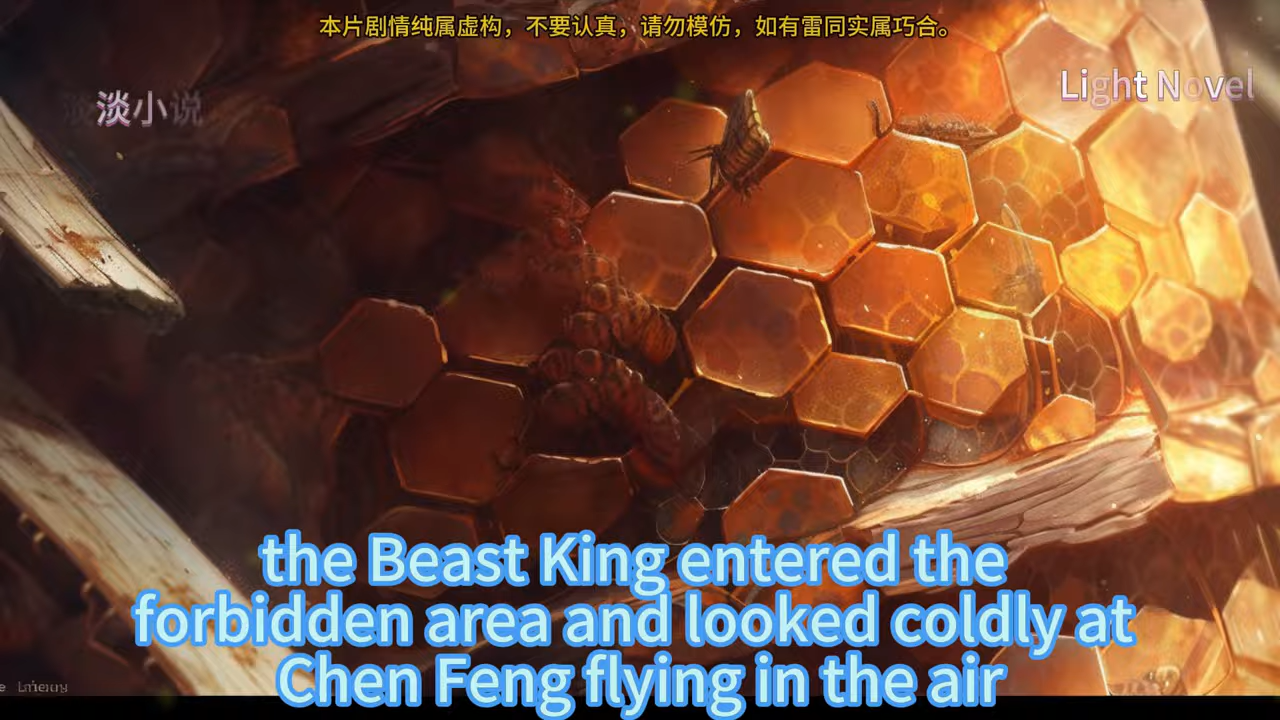 本片剧情纯属虚构，不要认真，请勿模仿，如有雷同实属巧合。
淡小说
Light Novel
the Beast King entered the
forbidden area and looked coldly at
Chen Feng flying in the air